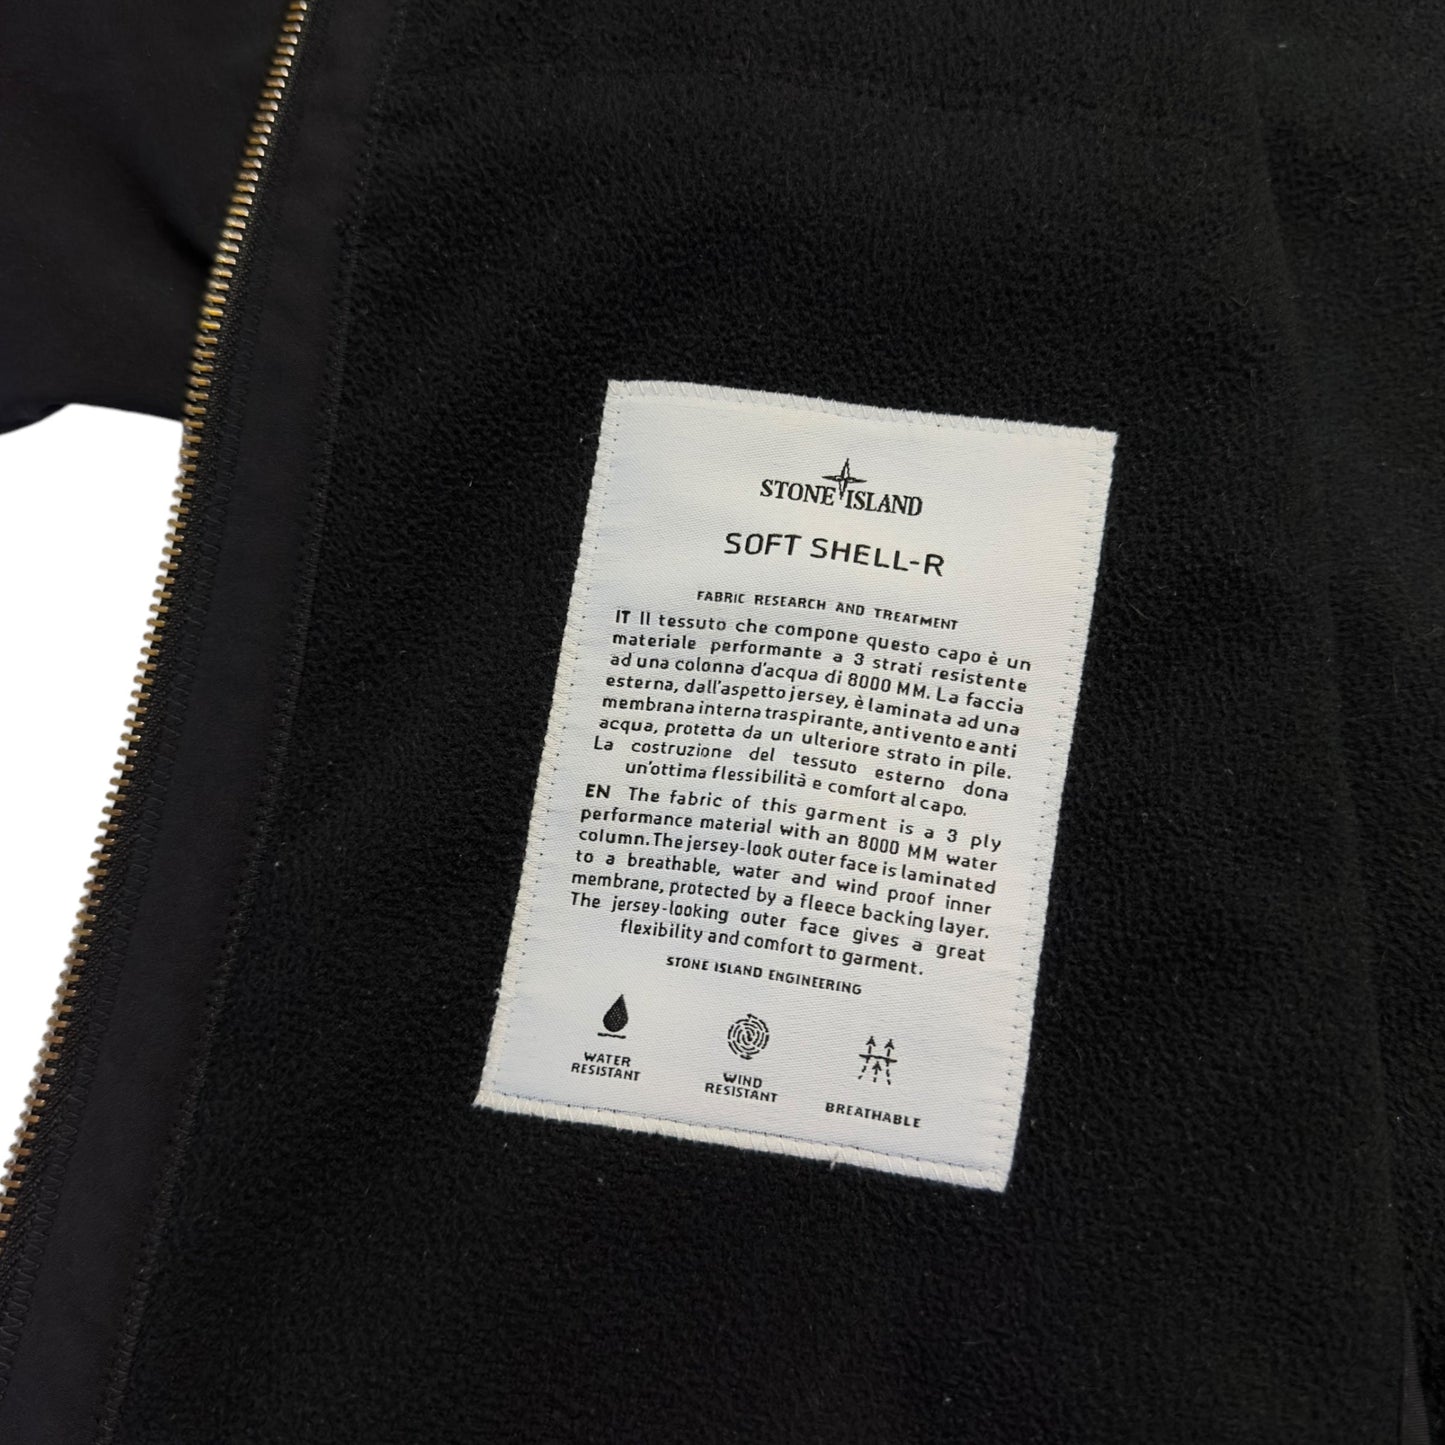 STONE ISLAND
SOFT SHELL-R
FABRIC RESEARCH AND TREATMENT
IT Il tessuto che compone questo capo è un
materiale performante a 3 strati resistente
ad una colonna d'acqua di 8000 MM. La faccia
esterna, dall'aspetto jersey, è laminata ad una
membrana interna traspirante, antivento e anti
acqua, protetta da un ulteriore strato in pile.
La costruzione del tessuto esterno dona
un'ottima flessibilità e comfort al capo.
EN The fabric of this garment is a 3 ply
performance material with an 8000 MM water
column. The jersey-look outer face is laminated
to a breathable, water and wind proof inner
membrane, protected by a fleece backing layer.
The jersey-looking outer face gives a great
flexibility and comfort to garment.
STONE ISLAND ENGINEERING
WATER
RESISTANT
WIND
RESISTANT
BREATHABLE